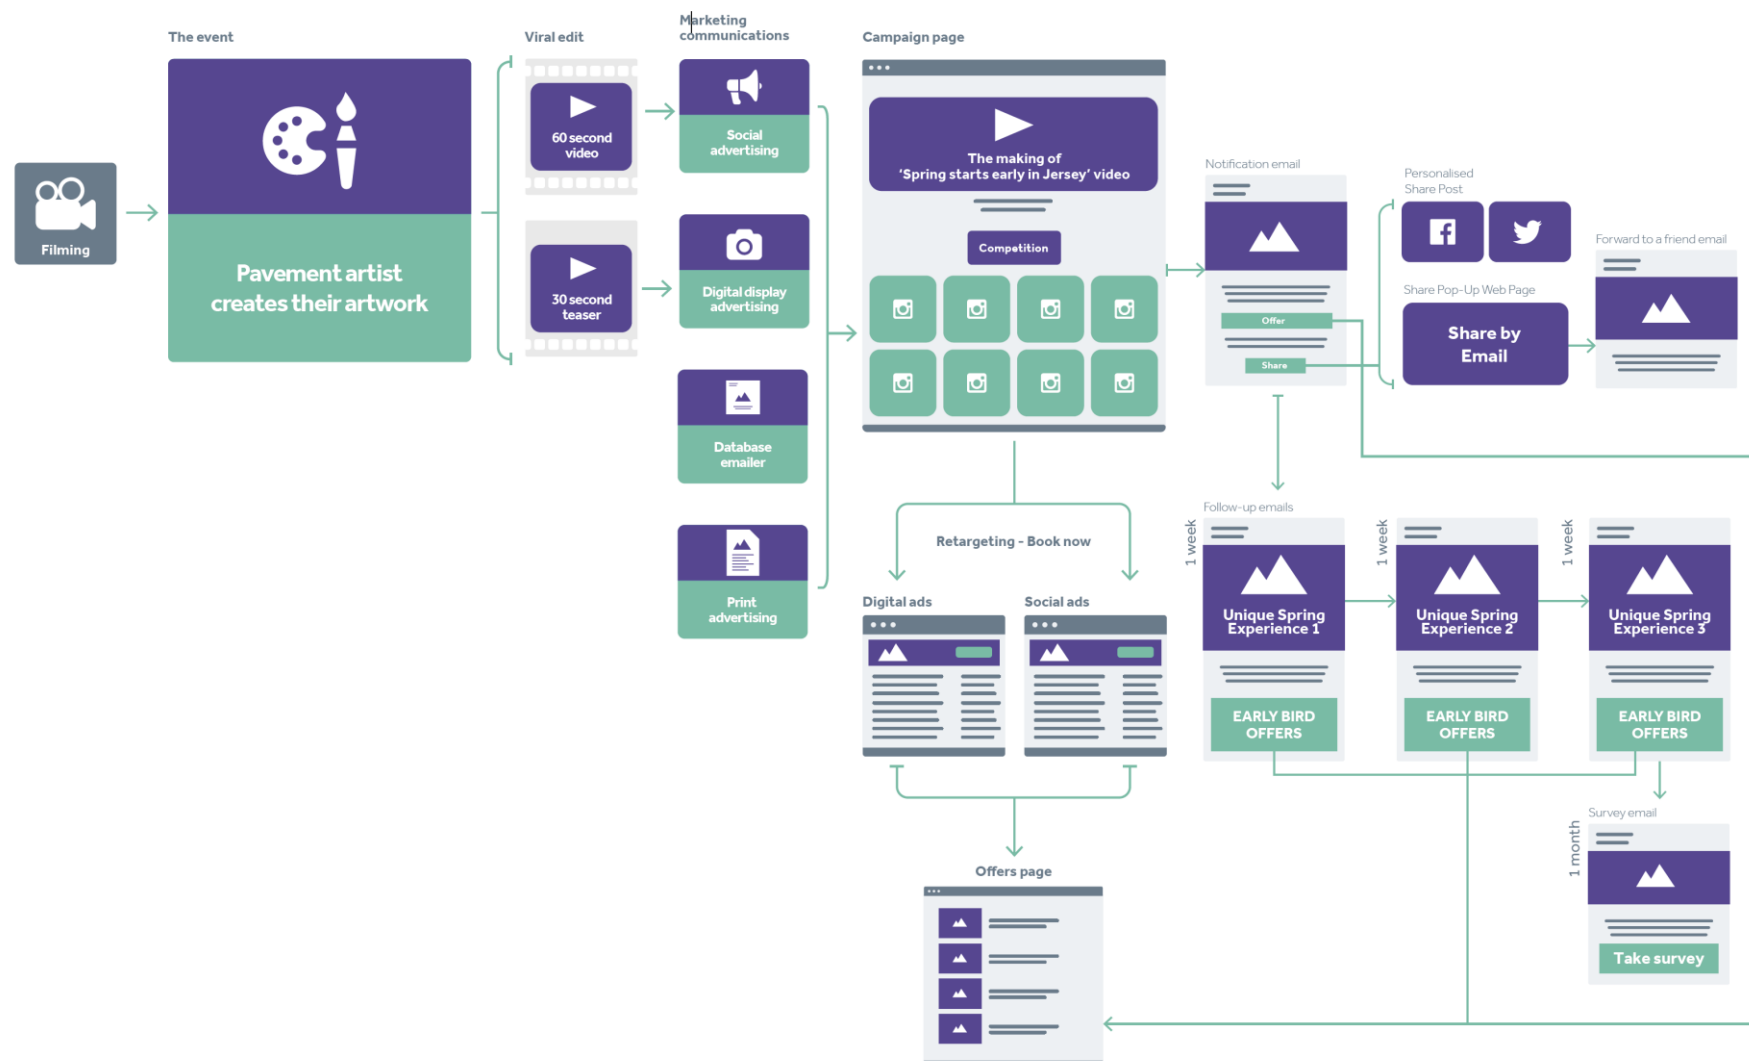 The event
Viral edit
Marketing
communications
Campaign page
Filming
Pavement artist
creates their artwork
60 second
video
30 second
teaser
Social
advertising
Digital display
advertising
Database
emailer
Print
advertising
The making of
'Spring starts early in Jersey' video
Competition
Notification email
Offer
Share
Personalised
Share Post
Share Pop-Up Web Page
Share by
Email
Forward to a friend email
Retargeting - Book now
Digital ads
Social ads
Offers page
Follow-up emails
1 week
Unique Spring
Experience 1
EARLY BIRD
OFFERS
1 week
Unique Spring
Experience 2
EARLY BIRD
OFFERS
1 week
Unique Spring
Experience 3
EARLY BIRD
OFFERS
Survey email
1 month
Take survey